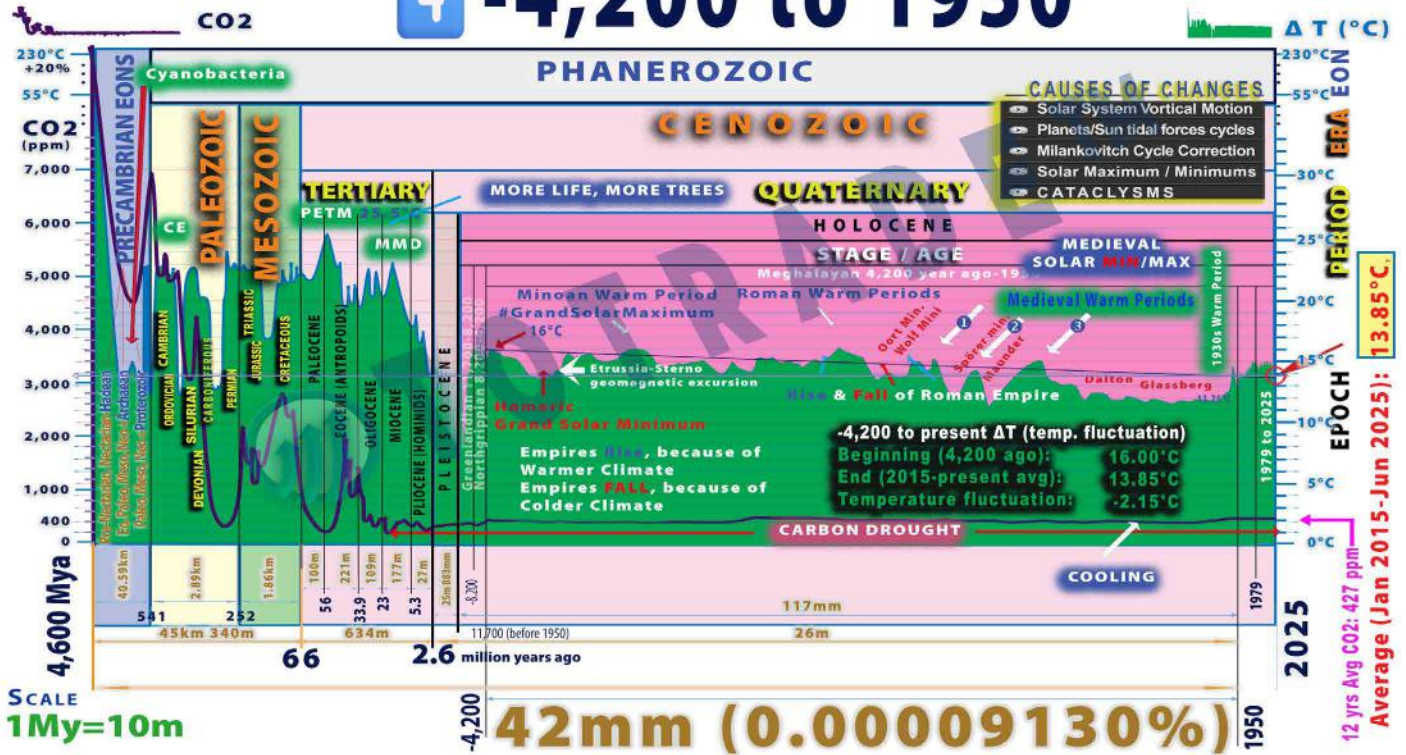 4 -4,200 to 1950
CO2
Δ T (°C)
230°C
+20%
55°C
CO2
(ppm)
7,000
6,000
5,000
4,000
3,000
2,000
1,000
400
0
PRECAMBRIAN EONS
Cyanobacteria
PHANEROZOIC
PALEOZOIC
MESOZOIC
CENOZOIC
CAUSES OF CHANGES
Solar System Vortical Motion
Planets/Sun tidal forces cycles
Milankovitch Cycle Correction
Solar Maximum / Minimums
CATACLYSMS
230°C
55°C
30°C
25°C
20°C
15°C
10°C
5°C
0°C
EON
ERA
PERIOD
EPOCH
TERTIARY
PETM 25.5°C
MMD
CE
MORE LIFE, MORE TREES
QUATERNARY
HOLOCENE
STAGE / AGE
Meghalayan 4,200 year ago-1950
MEDIEVAL
SOLAR MIN/MAX
Minoan Warm Period
#GrandSolarMaximum
16°C
Roman Warm Periods
Medieval Warm Periods
1930s Warm Period
Oort Min.
Wolf Mini
1
Spörer min.
2
Maunder
3
Etrussia-Sterno
geomagnetic excursion
Dalton
Glassberg
Rise & Fall of Roman Empire
Homeric
Grand Solar Minimum
Empires Rise, because of
Warmer Climate
Empires FALL, because of
Colder Climate
-4,200 to present ΔT (temp. fluctuation)
Beginning (4,200 ago): 16.00°C
End (2015-present avg): 13.85°C
Temperature fluctuation: -2.15°C
CARBON DROUGHT
COOLING
CAMBRIAN
ORDOVICIAN
SILURIAN
DEVONIAN
CARBONIFEROUS
PERMIAN
TRIASSIC
JURASSIC
CRETACEOUS
PALEOCENE
EOCENE(ANTROPOIDS)
OLIGOCENE
MIOCENE
PLIOCENE(HOMINIDS)
PLEISTOCENE
1979 to 2025
40.59km
2.89km
1.86km
100m
221m
109m
177m
27m
25m 883mm
-8.200
117mm
1979
541
252
56
33.9
23
5.3
45km 340m
634m
11,700 (before 1950)
26m
4,600 Mya
66
2.6 million years ago
2025
SCALE
1My=10m
-4,200
42mm (0.00009130%)
1950
12 yrs Avg CO2: 427 ppm
Average (Jan 2015-Jun 2025): 13.85°C.